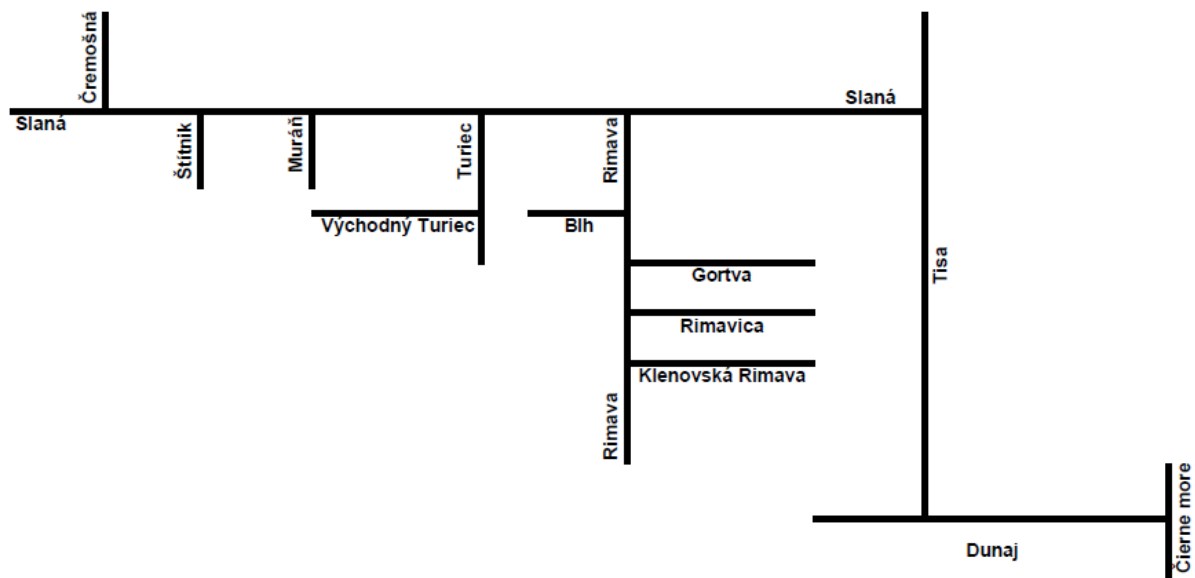 Čremošná
Slaná
Slaná
Štítnik
Muráň
Turiec
Rimava
Východný Turiec
Blh
Gortva
Tisa
Rimavica
Klenovská Rimava
Rimava
Čierne more
Dunaj